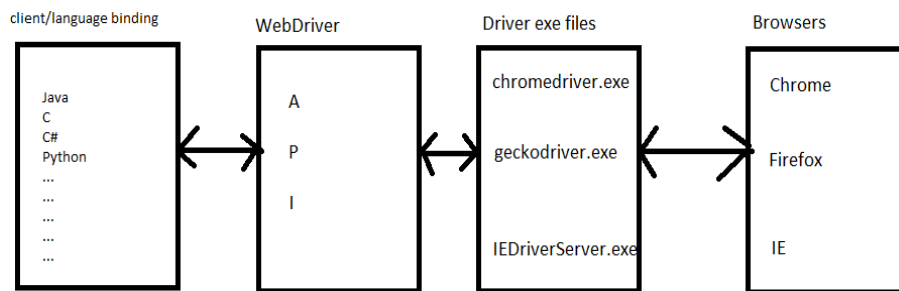 client/language binding
Java
C
C#
Python
...
...
...
...
...
WebDriver
A
P
I
Driver exe files
chromedriver.exe
geckodriver.exe
IEDriverServer.exe
Browsers
Chrome
Firefox
IE